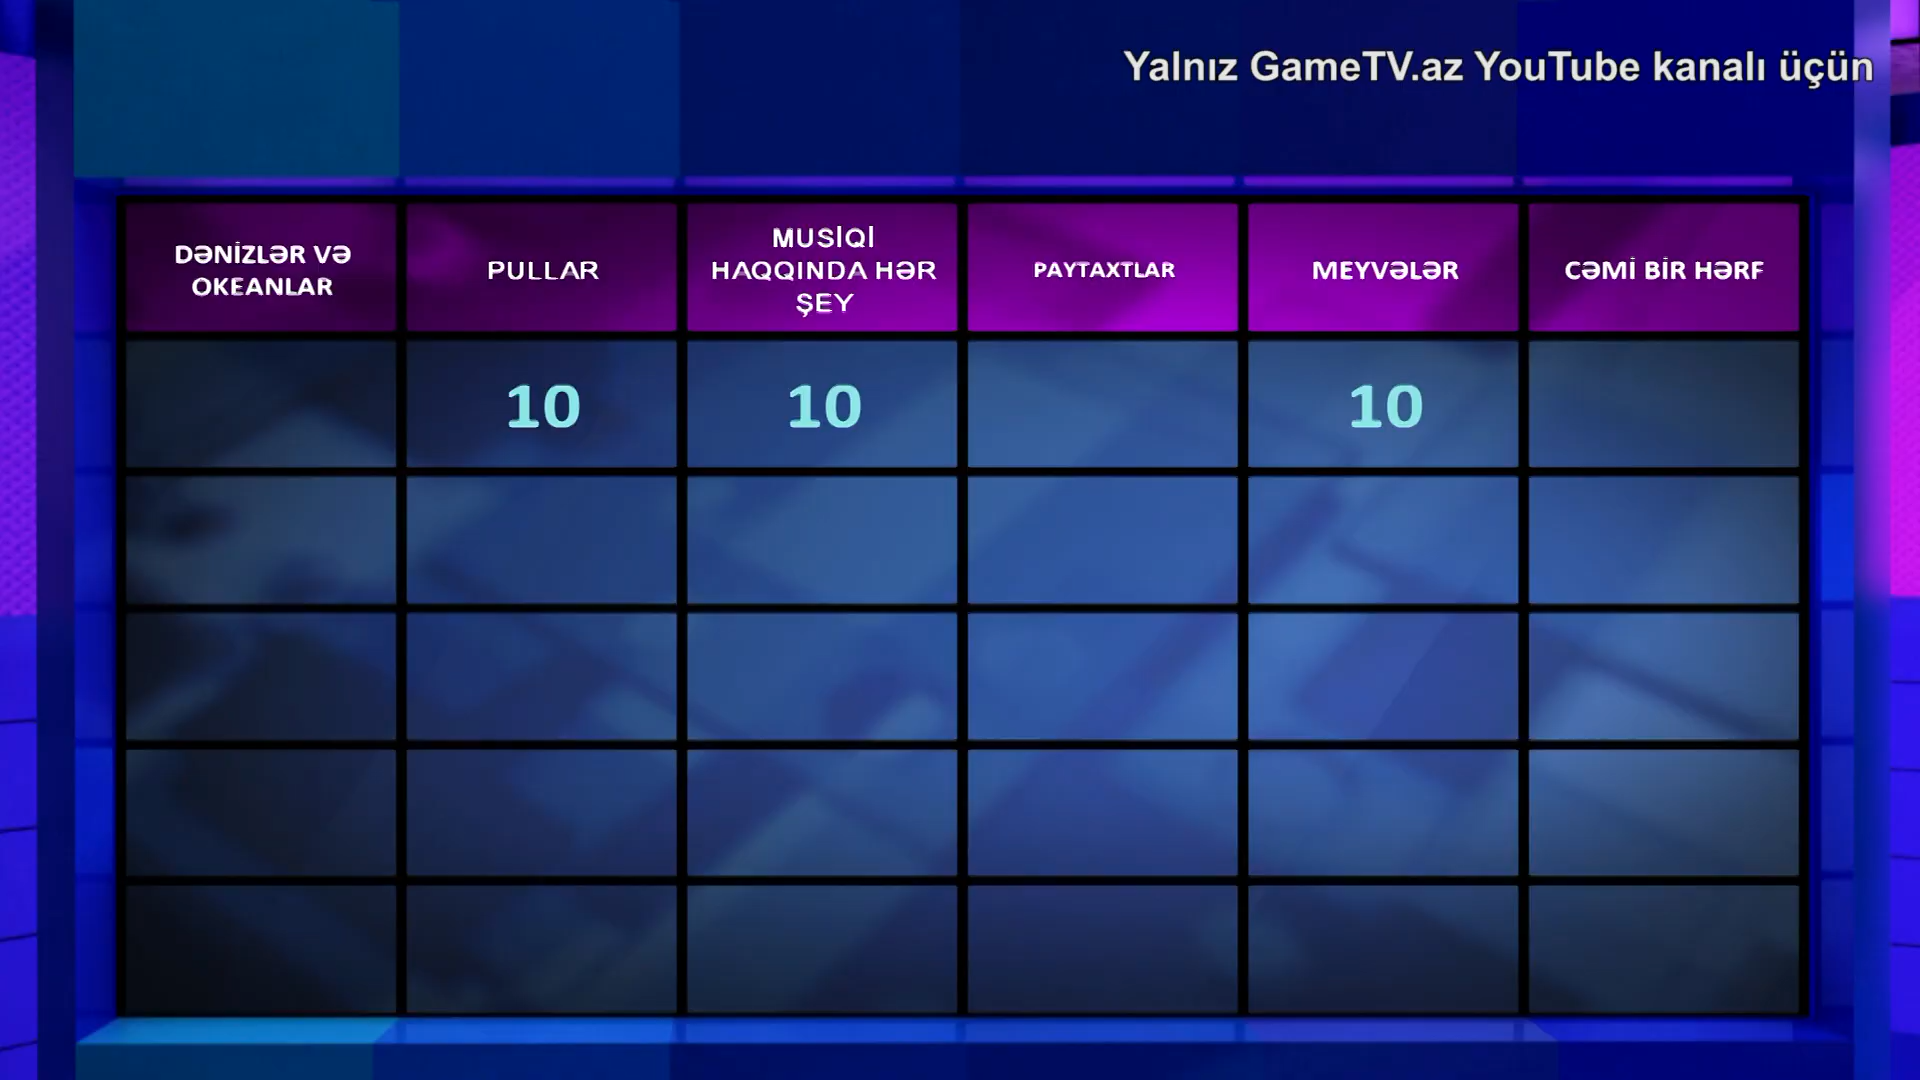 Yalnız GameTV.az YouTube kanalı üçün
DƏNİZLƏR VƏ
OKEANLAR
PULLAR
MUSİQİ
HAQQINDA HƏR
ŞEY
PAYTAXTLAR
MEYVƏLƏR
CƏMİ BİR HƏRF
10
10
10